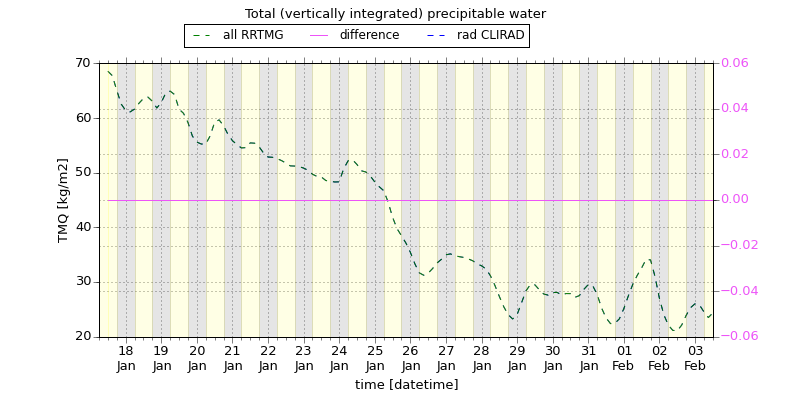 Total (vertically integrated) precipitable water
all RRTMG difference rad CLIRAD
70 0.06
0.04
60
0.02
50
0.00
40
−0.02
30
−0.04
20 −0.06
TMQ [kg/m2]
18 19 20 21 22 23 24 25 26 27 28 29 30 31 01 02 03
Jan Jan Jan Jan Jan Jan Jan Jan Jan Jan Jan Jan Jan Jan Feb Feb Feb
time [datetime]